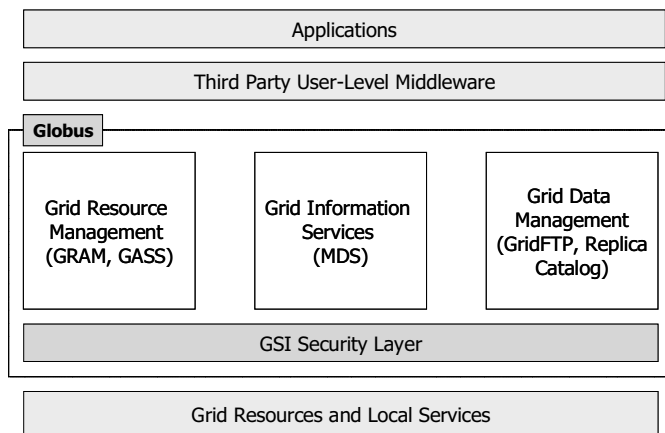 Applications
Third Party User-Level Middleware
Globus
Grid Resource
Management
(GRAM, GASS)
Grid Information
Services
(MDS)
Grid Data
Management
(GridFTP, Replica
Catalog)
GSI Security Layer
Grid Resources and Local Services